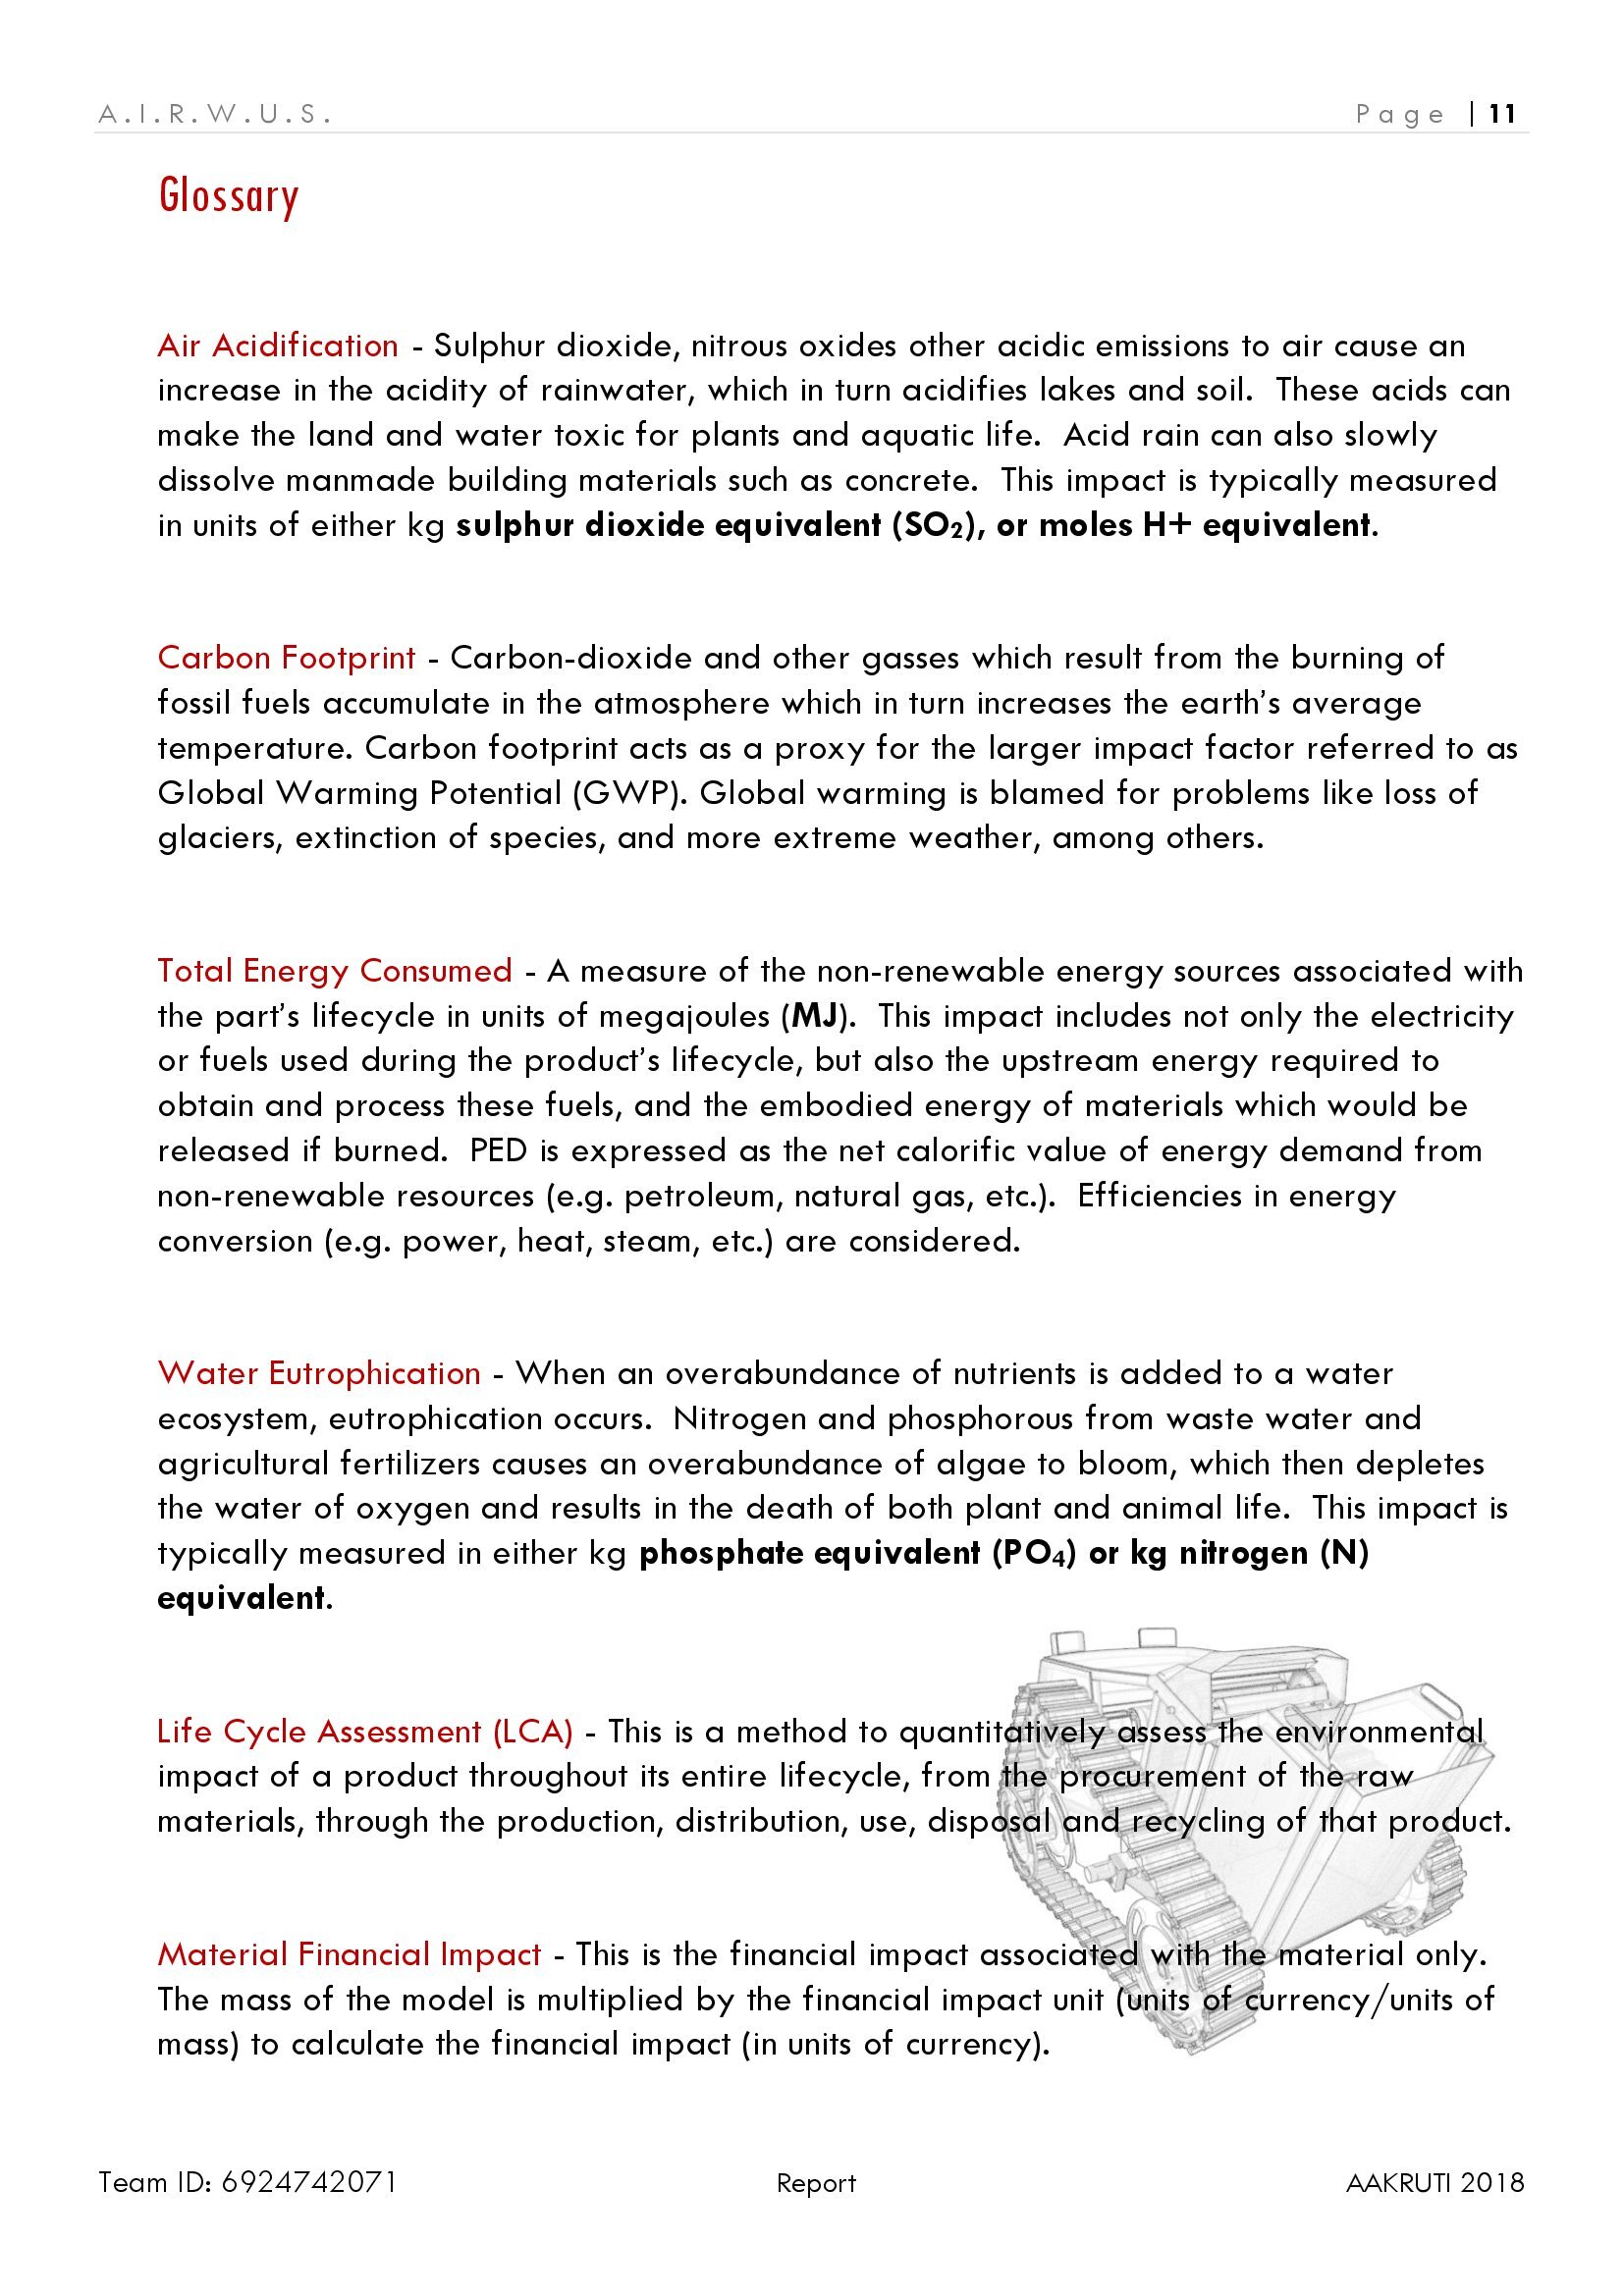 A.I.R.W.U.S.
Page | 11
Glossary
Air Acidification - Sulphur dioxide, nitrous oxides other acidic emissions to air cause an
increase in the acidity of rainwater, which in turn acidifies lakes and soil.  These acids can
make the land and water toxic for plants and aquatic life.  Acid rain can also slowly
dissolve manmade building materials such as concrete.  This impact is typically measured
in units of either kg sulphur dioxide equivalent (SO₂), or moles H+ equivalent.
Carbon Footprint - Carbon-dioxide and other gasses which result from the burning of
fossil fuels accumulate in the atmosphere which in turn increases the earth’s average
temperature. Carbon footprint acts as a proxy for the larger impact factor referred to as
Global Warming Potential (GWP). Global warming is blamed for problems like loss of
glaciers, extinction of species, and more extreme weather, among others.
Total Energy Consumed - A measure of the non-renewable energy sources associated with
the part’s lifecycle in units of megajoules (MJ).  This impact includes not only the electricity
or fuels used during the product’s lifecycle, but also the upstream energy required to
obtain and process these fuels, and the embodied energy of materials which would be
released if burned.  PED is expressed as the net calorific value of energy demand from
non-renewable resources (e.g. petroleum, natural gas, etc.).  Efficiencies in energy
conversion (e.g. power, heat, steam, etc.) are considered.
Water Eutrophication - When an overabundance of nutrients is added to a water
ecosystem, eutrophication occurs.  Nitrogen and phosphorous from waste water and
agricultural fertilizers causes an overabundance of algae to bloom, which then depletes
the water of oxygen and results in the death of both plant and animal life.  This impact is
typically measured in either kg phosphate equivalent (PO₄) or kg nitrogen (N)
equivalent.
Life Cycle Assessment (LCA) - This is a method to quantitatively assess the environmental
impact of a product throughout its entire lifecycle, from the procurement of the raw
materials, through the production, distribution, use, disposal and recycling of that product.
Material Financial Impact - This is the financial impact associated with the material only.
The mass of the model is multiplied by the financial impact unit (units of currency/units of
mass) to calculate the financial impact (in units of currency).
Team ID: 6924742071
Report
AAKRUTI 2018